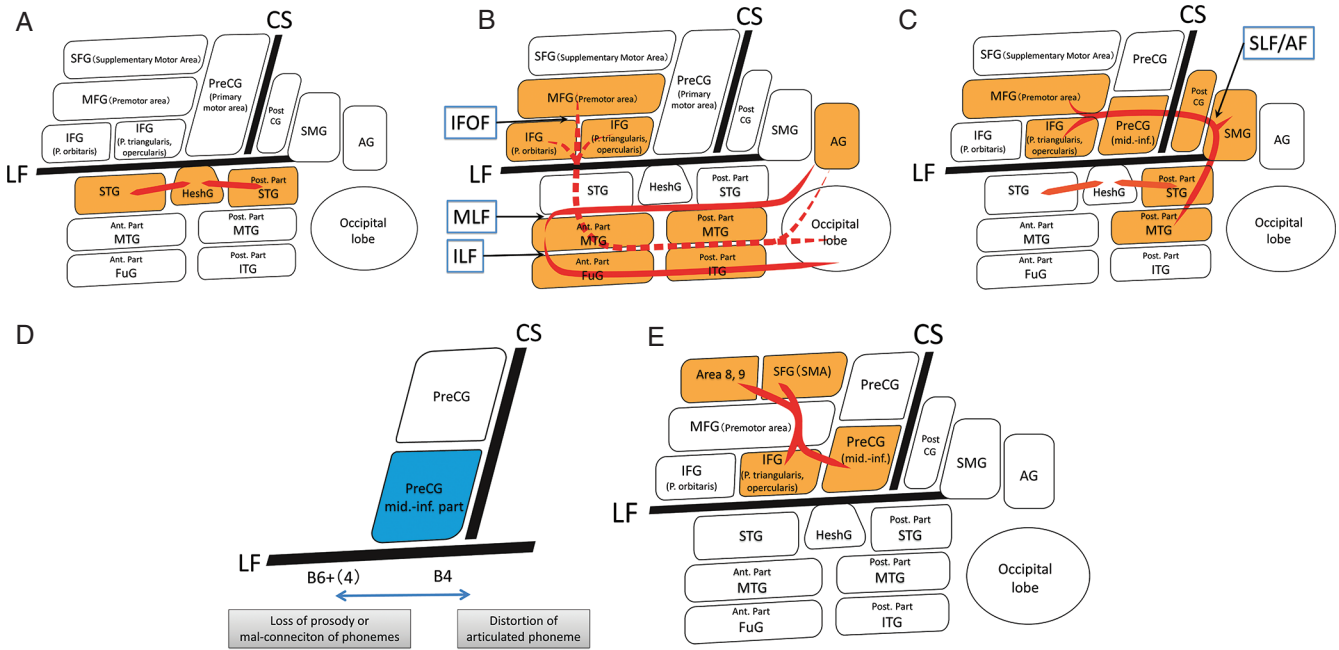 A
CS
SFG (Supplementary Motor Area)
MFG (Premotor area)
PreCG
(Primary
motor area)
IFG
(P. orbitaris)
IFG
(P. triangularis,
opercularis)
Post
CG
SMG
AG
LF
STG
HeshG
Post. Part
STG
Ant. Part
MTG
Post. Part
MTG
Ant. Part
FuG
Post. Part
ITG
Occipital
lobe
B
CS
SFG (Supplementary Motor Area)
MFG (Premotor area)
PreCG
(Primary
motor area)
IFOF
IFG
(P. orbitaris)
IFG
(P. triangularis,
opercularis)
Post
CG
SMG
AG
LF
STG
HeshG
Post. Part
STG
MLF
Ant. Part
MTG
Post. Part
MTG
ILF
Ant. Part
FuG
Post. Part
ITG
Occipital
lobe
C
CS
SLF/AF
SFG (Supplementary Motor Area)
PreCG
MFG (Premotor area)
IFG
(P. orbitaris)
IFG
(P. triangularis,
opercularis)
PreCG
(mid.-inf.)
Post
CG
SMG
AG
LF
STG
HeshG
Post. Part
STG
Ant. Part
MTG
Post. Part
MTG
Ant. Part
FuG
Post. Part
ITG
Occipital
lobe
D
CS
PreCG
PreCG
mid.-inf. part
LF
B6+(4)
B4
Loss of prosody or
mal-conneciton of phonemes
Distortion of
articulated phoneme
E
CS
Area 8, 9
SFG (SMA)
PreCG
MFG (Premotor area)
IFG
(P. orbitaris)
IFG
(P. triangularis,
opercularis)
PreCG
(mid.-inf.)
Post
CG
SMG
AG
LF
STG
HeshG
Post. Part
STG
Ant. Part
MTG
Post. Part
MTG
Ant. Part
FuG
Post. Part
ITG
Occipital
lobe